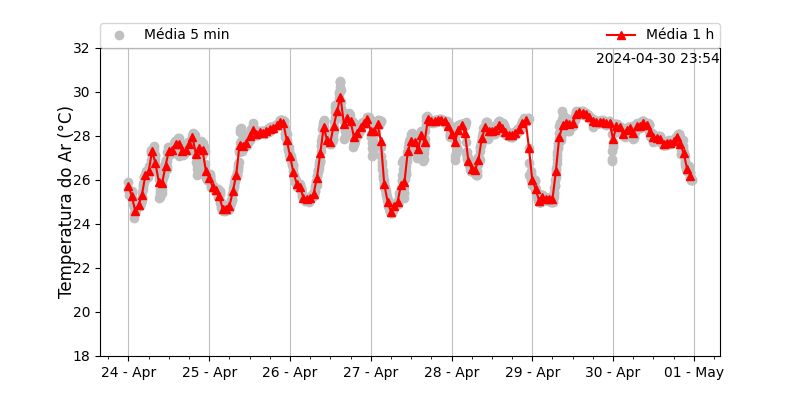 Média 5 min
Média 1 h
2024-04-30 23:54
Temperatura do Ar (°C)
32
30
28
26
24
22
20
18
24 - Apr
25 - Apr
26 - Apr
27 - Apr
28 - Apr
29 - Apr
30 - Apr
01 - May